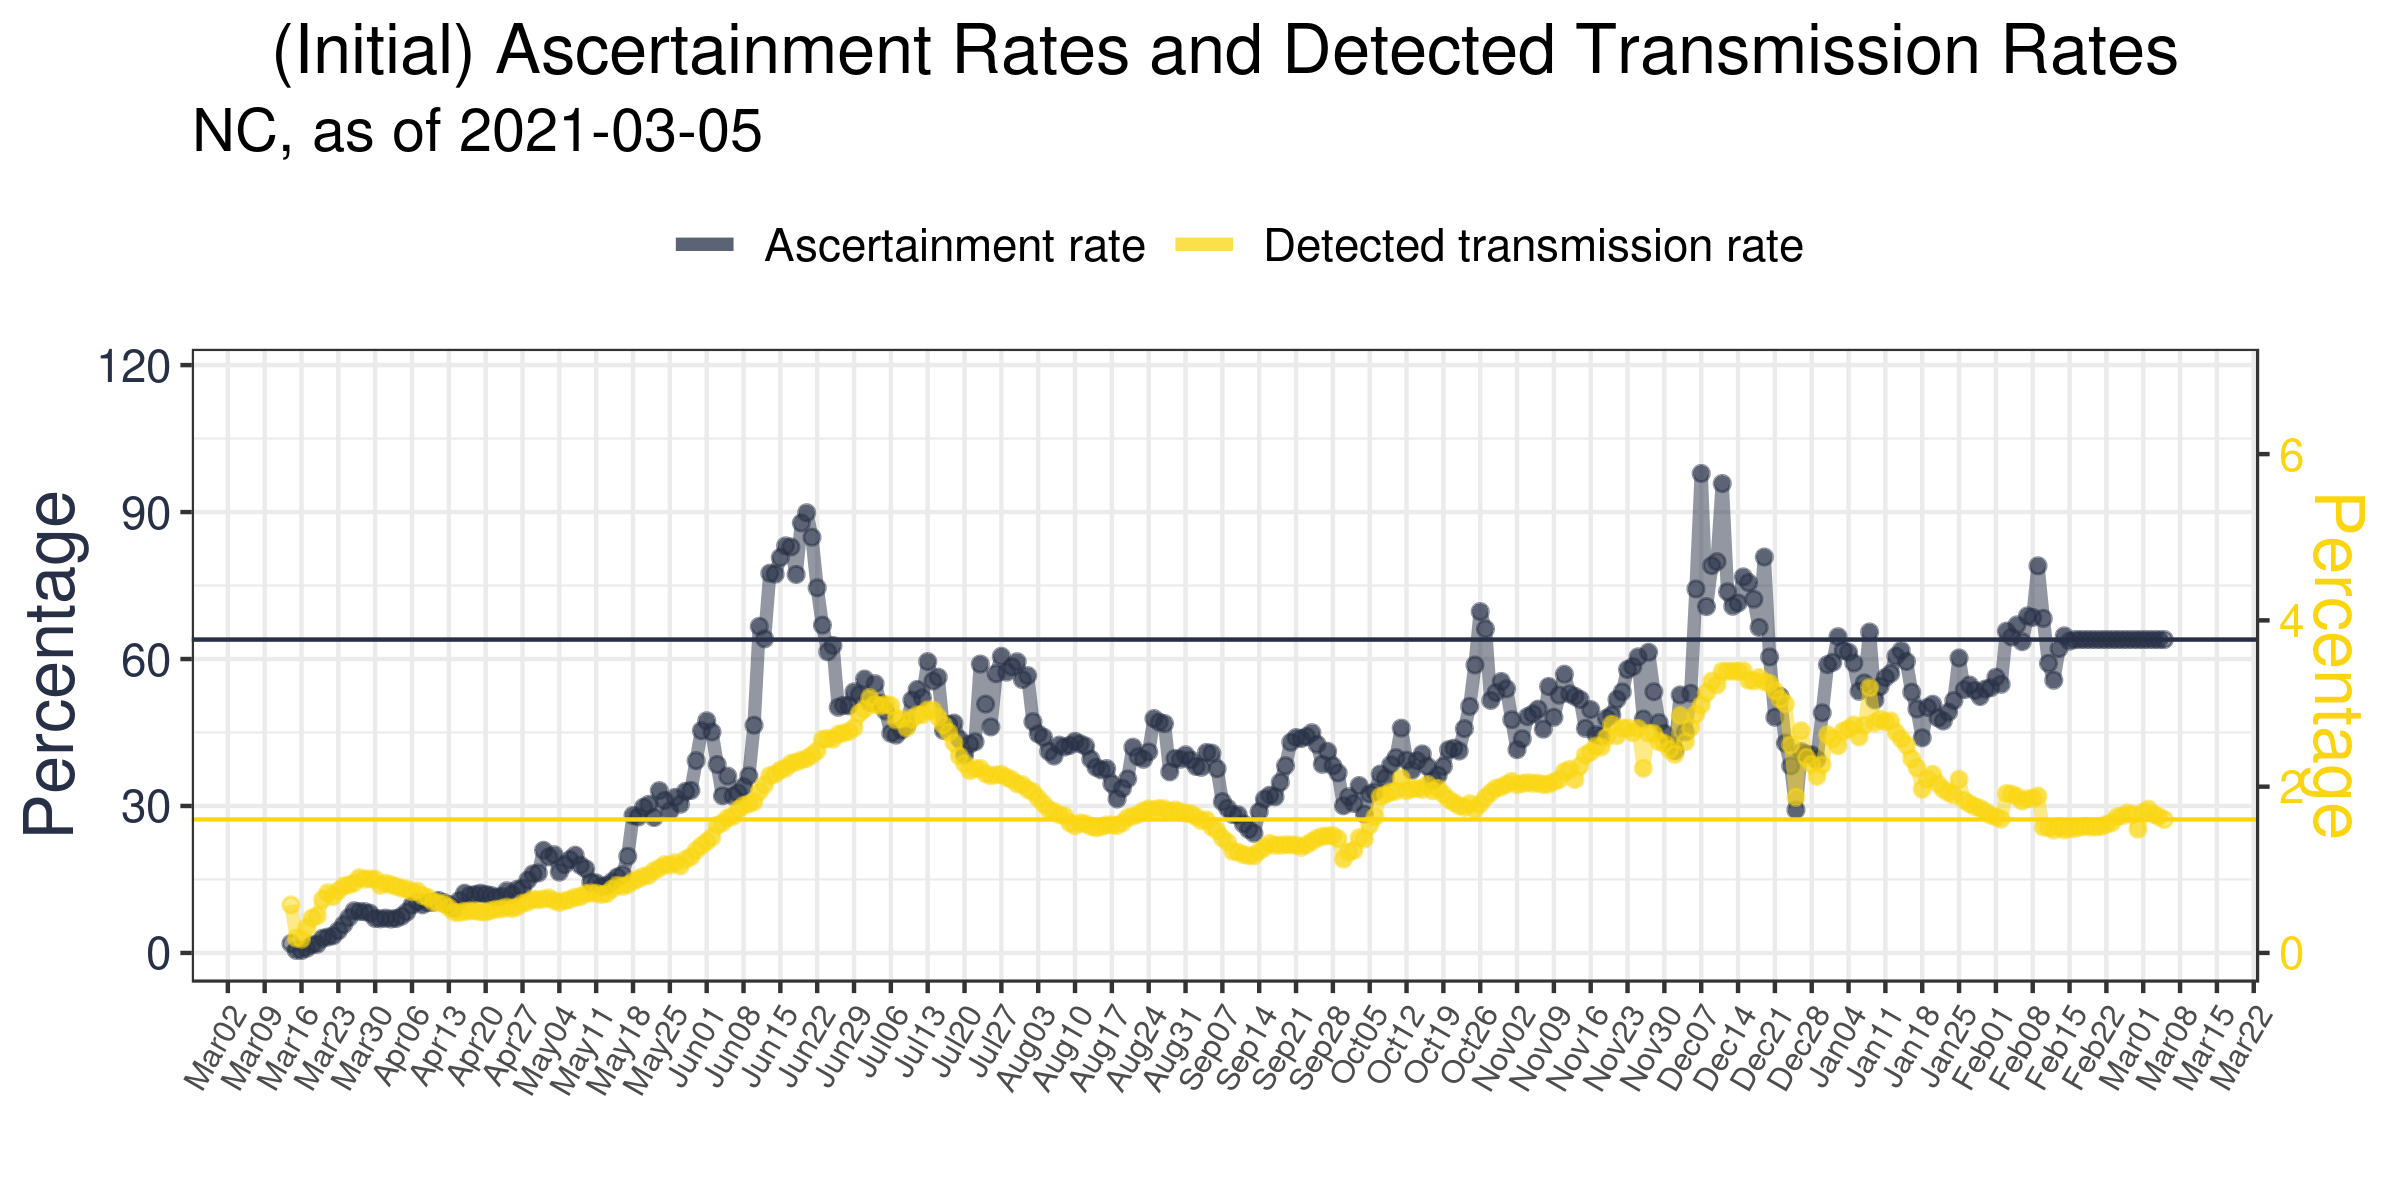 (Initial) Ascertainment Rates and Detected Transmission Rates
NC, as of 2021-03-05
Ascertainment rate
Detected transmission rate
Percentage
120
90
60
30
0
6
4
2
0
Percentage
Mar02
Mar09
Mar16
Mar23
Mar30
Apr06
Apr13
Apr20
Apr27
May04
May11
May18
May25
Jun01
Jun08
Jun15
Jun22
Jun29
Jul06
Jul13
Jul20
Jul27
Aug03
Aug10
Aug17
Aug24
Aug31
Sep07
Sep14
Sep21
Sep28
Oct05
Oct12
Oct19
Oct26
Nov02
Nov09
Nov16
Nov23
Nov30
Dec07
Dec14
Dec21
Dec28
Jan04
Jan11
Jan18
Jan25
Feb01
Feb08
Feb15
Feb22
Mar01
Mar08
Mar15
Mar22